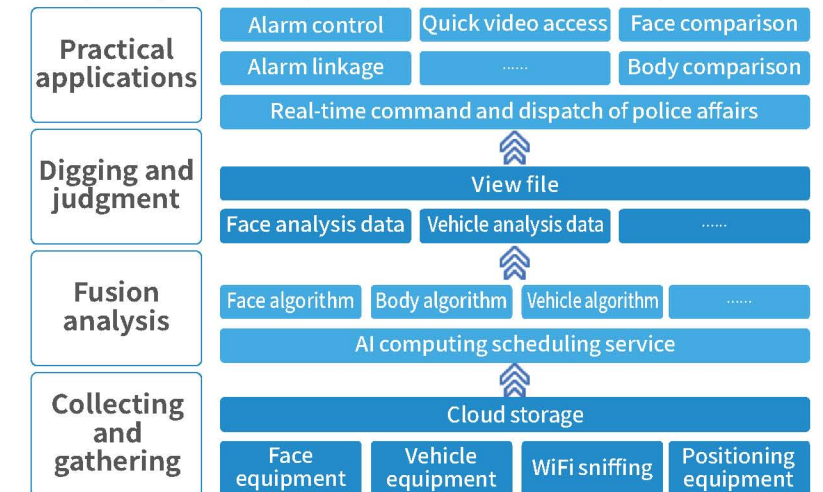 Practical
applications
Alarm control
Quick video access
Face comparison
Alarm linkage
......
Body comparison
Real-time command and dispatch of police affairs
Digging and
judgment
View file
Face analysis data
Vehicle analysis data
......
Fusion
analysis
Face algorithm
Body algorithm
Vehicle algorithm
......
AI computing scheduling service
Collecting
and
gathering
Cloud storage
Face
equipment
Vehicle
equipment
WiFi sniffing
Positioning
equipment